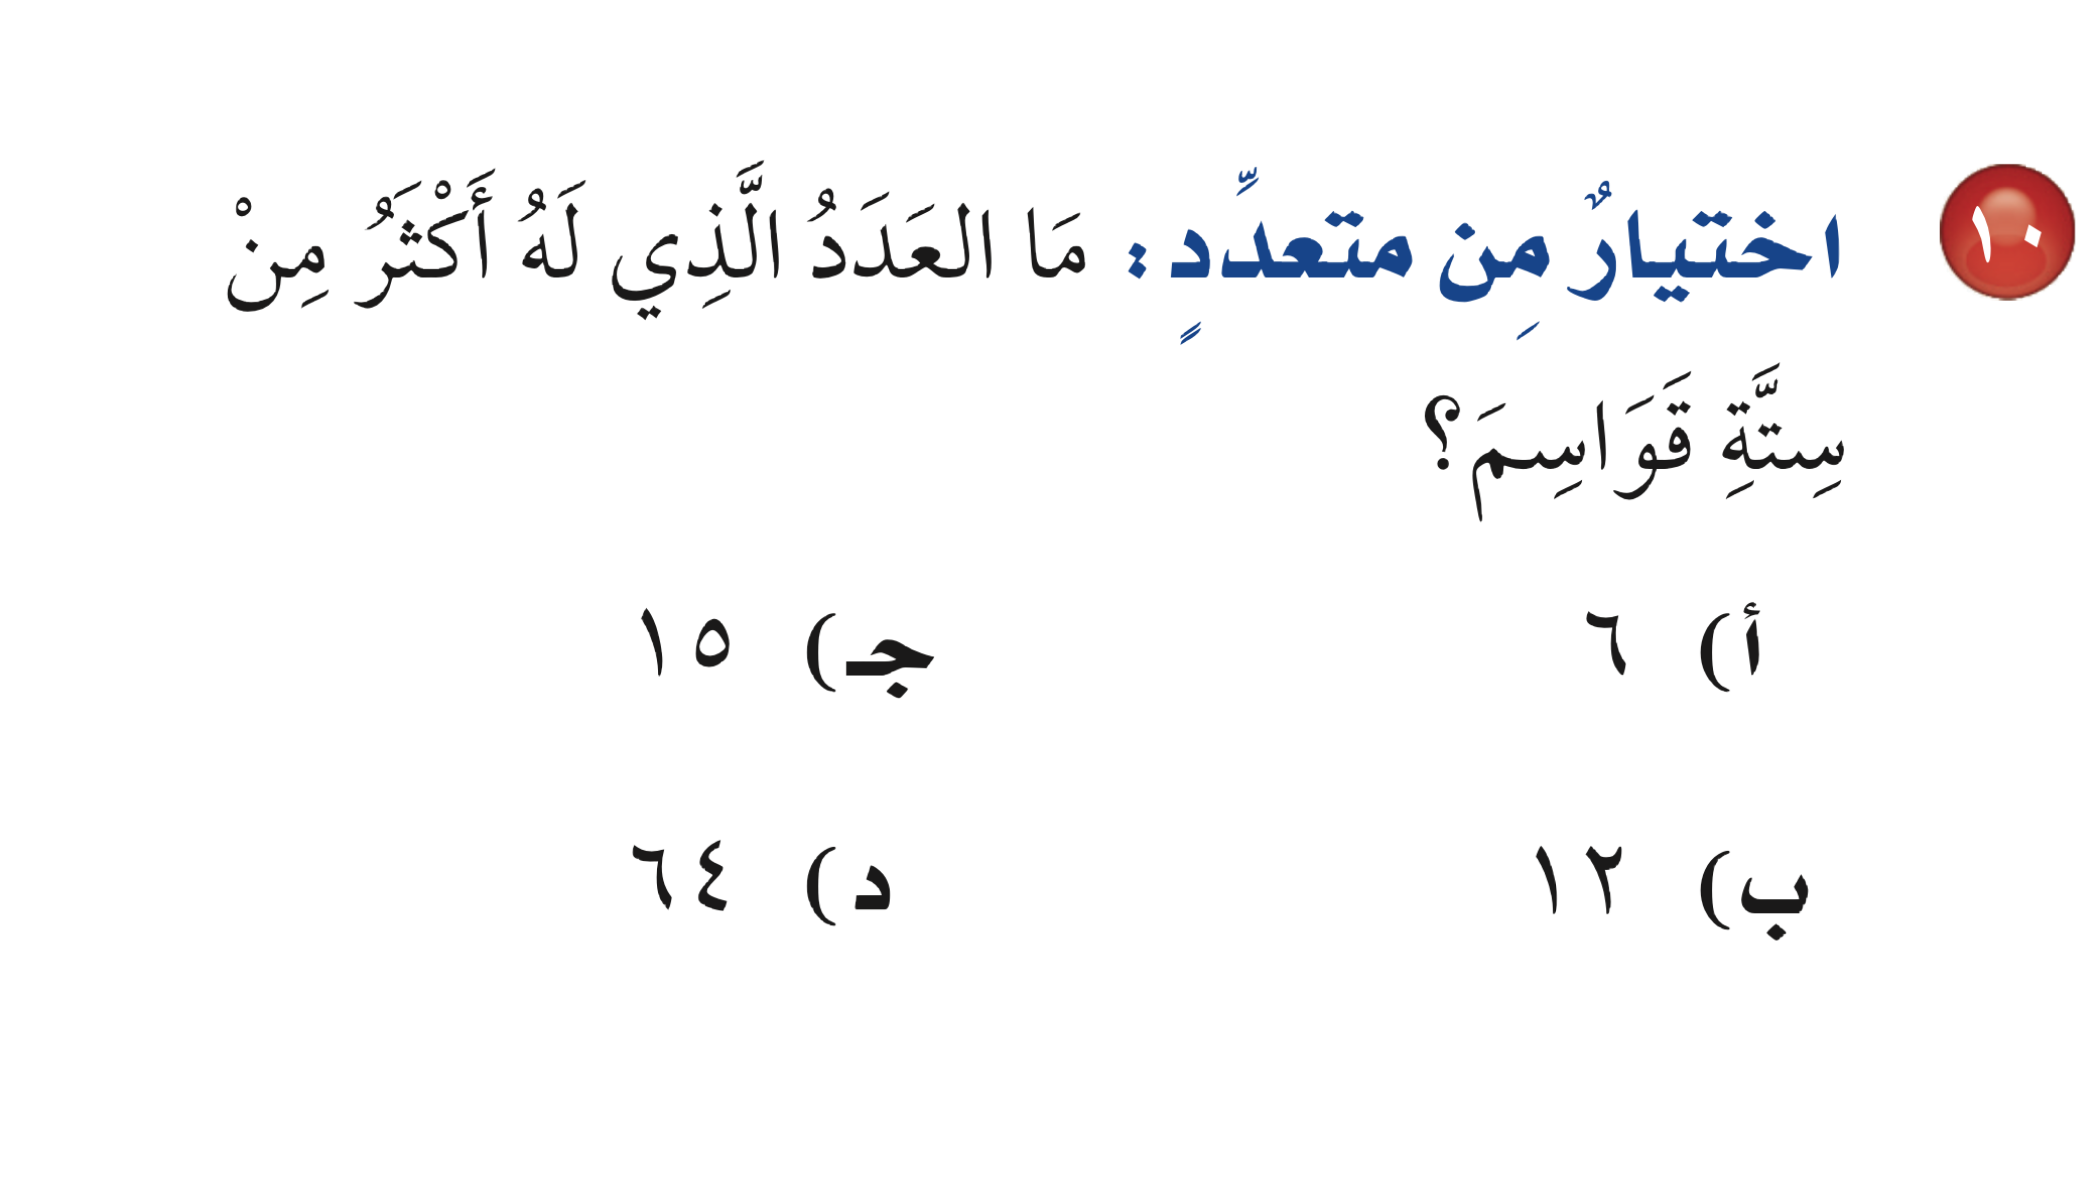 ١٠ اختيارٌ مِن متعدِّدٍ: مَا العَدَدُ الَّذِي لَهُ أَكْثَرُ مِنْ
سِتَّةِ قَوَاسِمَ؟
أ) ٦ جـ) ١٥
ب) ١٢ د) ٦٤